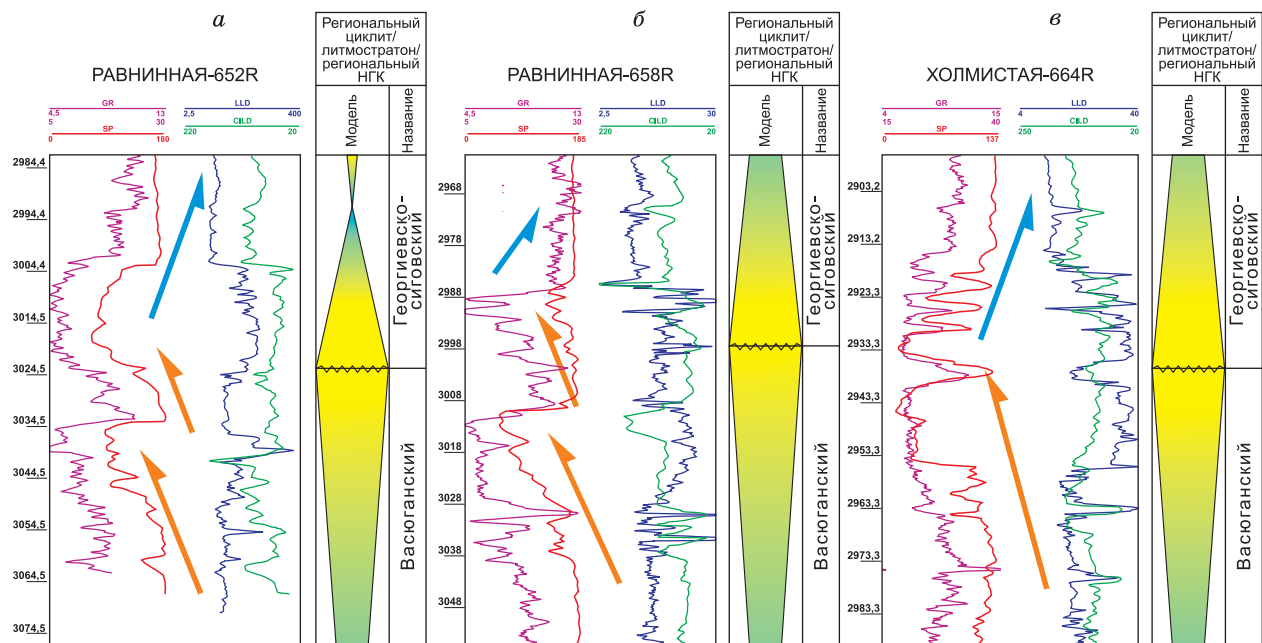 а
РАВНИННАЯ-652R
GR
4,5 13
5 30
SP
0 180
LLD
2,5 400
CILD
220 20
2984,4
2994,4
3004,4
3014,5
3024,5
3034,5
3044,5
3054,5
3064,5
3074,5
Региональный
циклит/
литмостратон/
региональный
НГК
Модель
Название
Георгиевско-
сиговский
Васюганский
б
РАВНИННАЯ-658R
GR
4,5 13
5 30
SP
0 185
LLD
2,5 30
CILD
220 20
2968
2978
2988
2998
3008
3018
3028
3038
3048
Региональный
циклит/
литмостратон/
региональный
НГК
Модель
Название
Георгиевско-
сиговский
Васюганский
в
ХОЛМИСТАЯ-664R
GR
4 15
15 40
SP
0 137
LLD
4 40
CILD
250 20
2903,2
2913,2
2923,3
2933,3
2943,3
2953,3
2963,3
2973,3
2983,3
Региональный
циклит/
литмостратон/
региональный
НГК
Модель
Название
Георгиевско-
сиговский
Васюганский